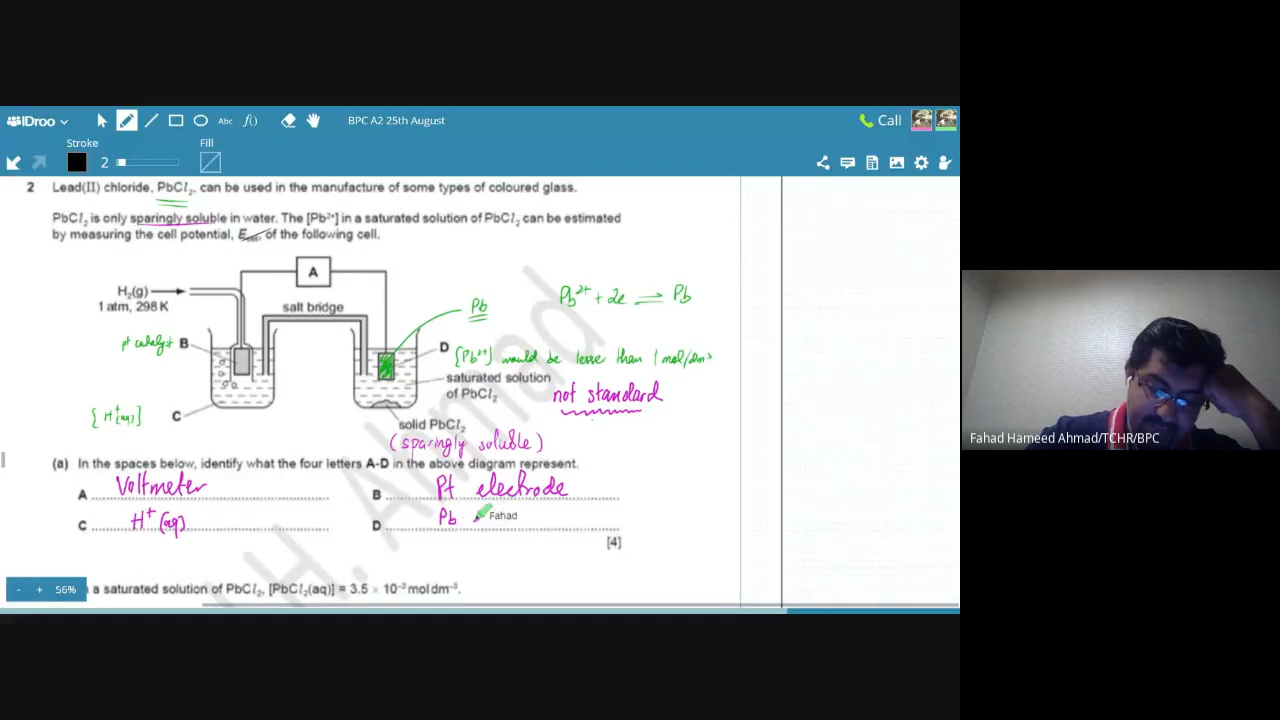 IDroo
Abc
f()
BPC A2 25th August
Call
Stroke
Fill
2
2 Lead(II) chloride, PbCl₂, can be used in the manufacture of some types of coloured glass.
PbCl₂ is only sparingly soluble in water. The [Pb²⁺] in a saturated solution of PbCl₂ can be estimated
by measuring the cell potential, E cell, of the following cell.
A
H₂(g)
1 atm, 298 K
salt bridge
Pb
Pb²⁺ + 2e ⇌ Pb
pt catalyst B
D
[Pb²⁺] would be lesser than 1 mol/dm³
saturated solution
of PbCl₂
not standard
[H⁺(aq)]
C
solid PbCl₂
(sparingly soluble)
(a) In the spaces below, identify what the four letters A-D in the above diagram represent.
A Voltmeter
B Pt electrode
C H⁺(aq)
D Pb
Fahad
[4]
- + 56%
a saturated solution of PbCl₂, [PbCl₂(aq)] = 3.5 × 10⁻² mol dm⁻³.
H. Ahmad
Fahad Hameed Ahmad/TCHR/BPC